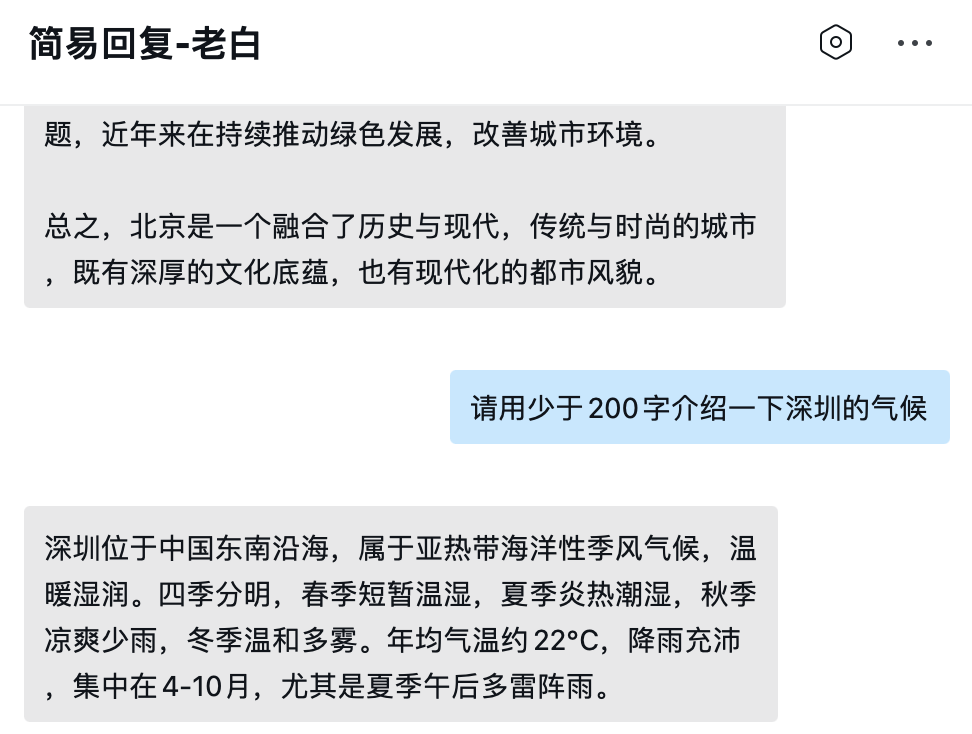 简易回复-老白
题，近年来在持续推动绿色发展，改善城市环境。
总之，北京是一个融合了历史与现代，传统与时尚的城市
，既有深厚的文化底蕴，也有现代化的都市风貌。
请用少于200字介绍一下深圳的气候
深圳位于中国东南沿海，属于亚热带海洋性季风气候，温
暖湿润。四季分明，春季短暂温湿，夏季炎热潮湿，秋季
凉爽少雨，冬季温和多雾。年均气温约22°C，降雨充沛
，集中在4-10月，尤其是夏季午后多雷阵雨。